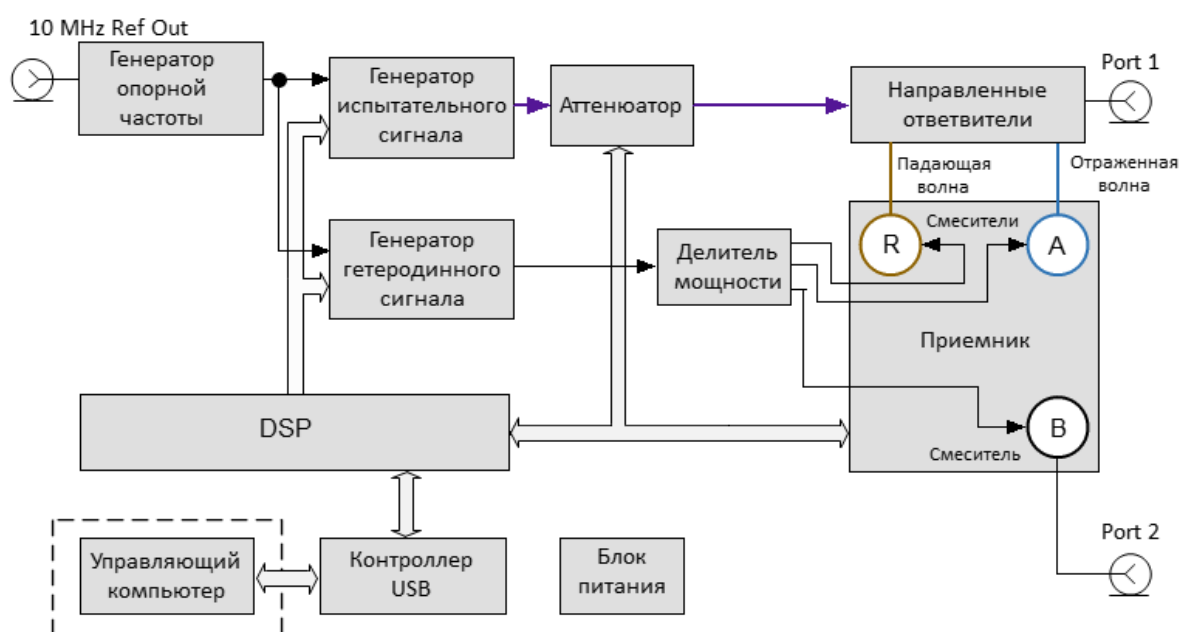 10 MHz Ref Out
Генератор
опорной
частоты
Генератор
испытательного
сигнала
Аттенюатор
Направленные
ответвители
Port 1
Падающая
волна
Отраженная
волна
Генератор
гетеродинного
сигнала
Делитель
мощности
Смесители
R
A
Приемник
DSP
B
Смеситель
Управляющий
компьютер
Контроллер
USB
Блок
питания
Port 2